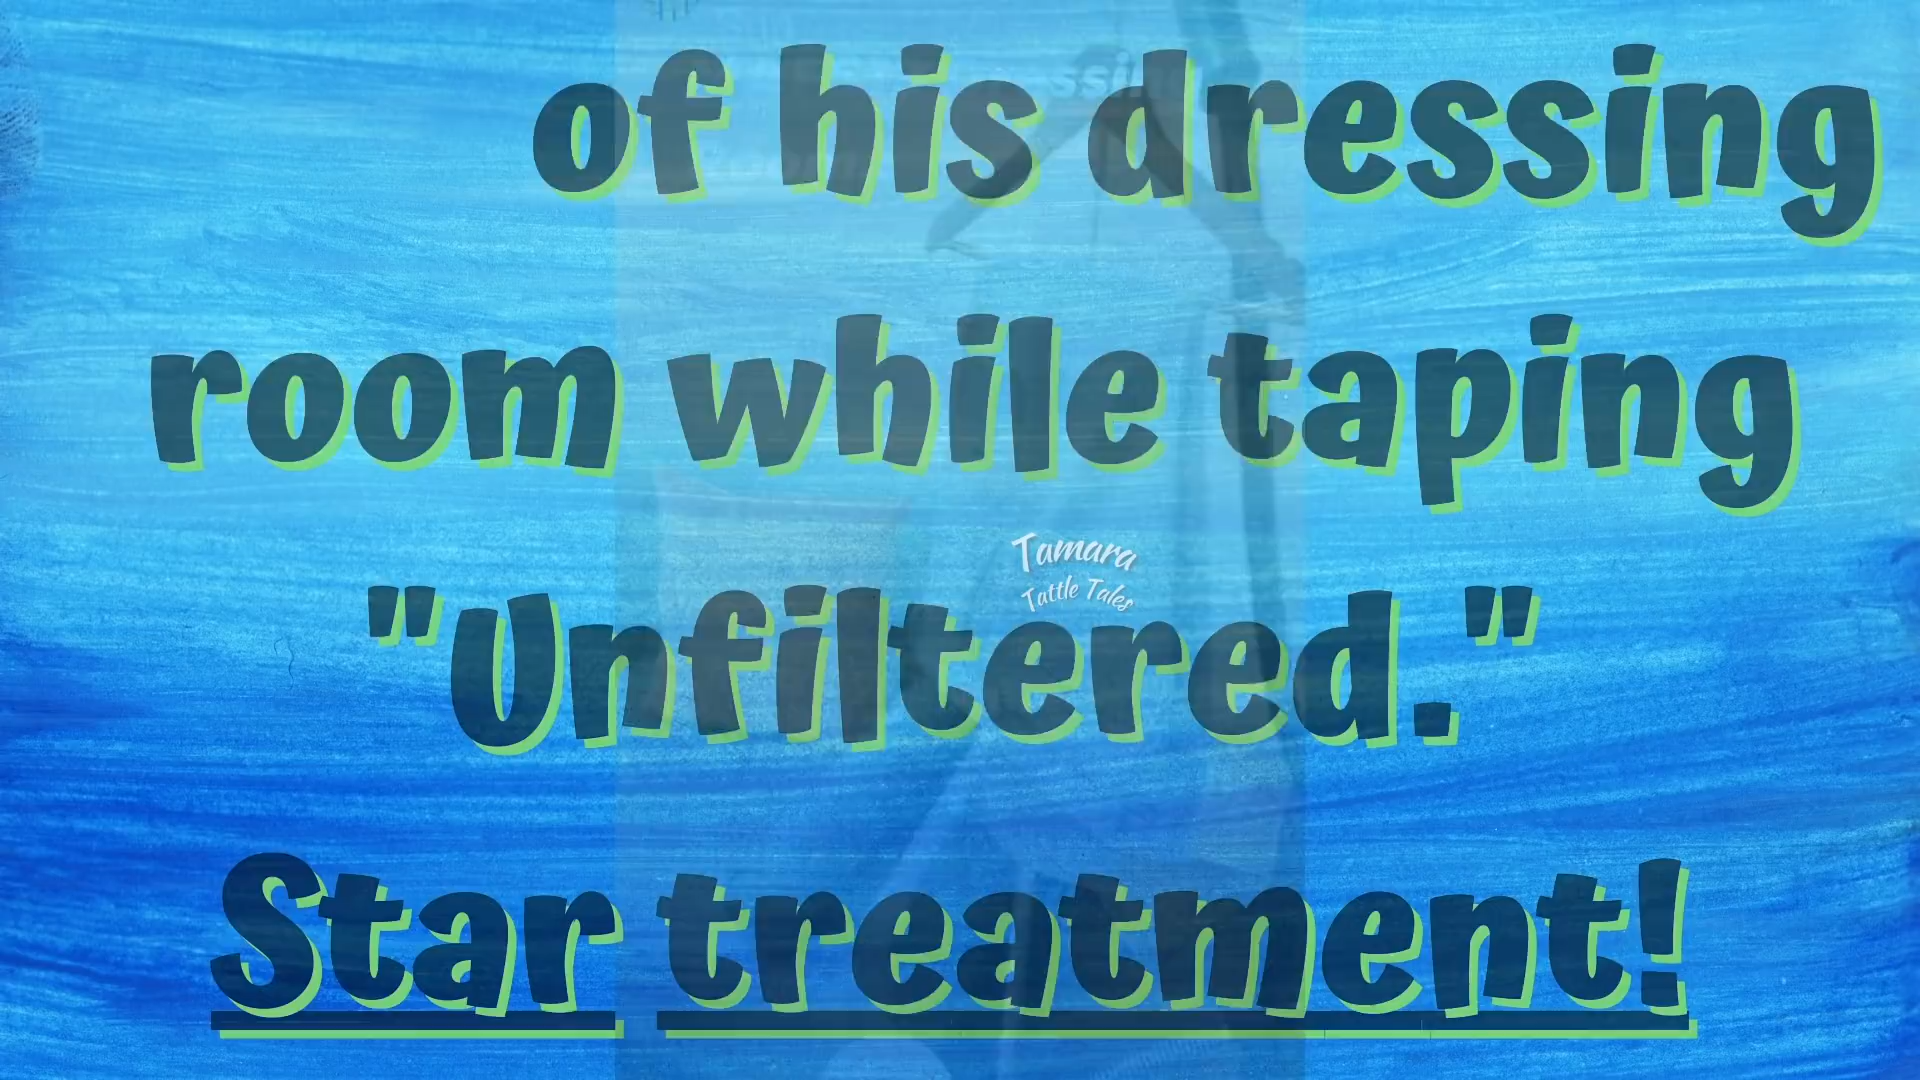 of his dressing
room while taping
Tamara
Tattle Tales
"Unfiltered."
Star treatment!